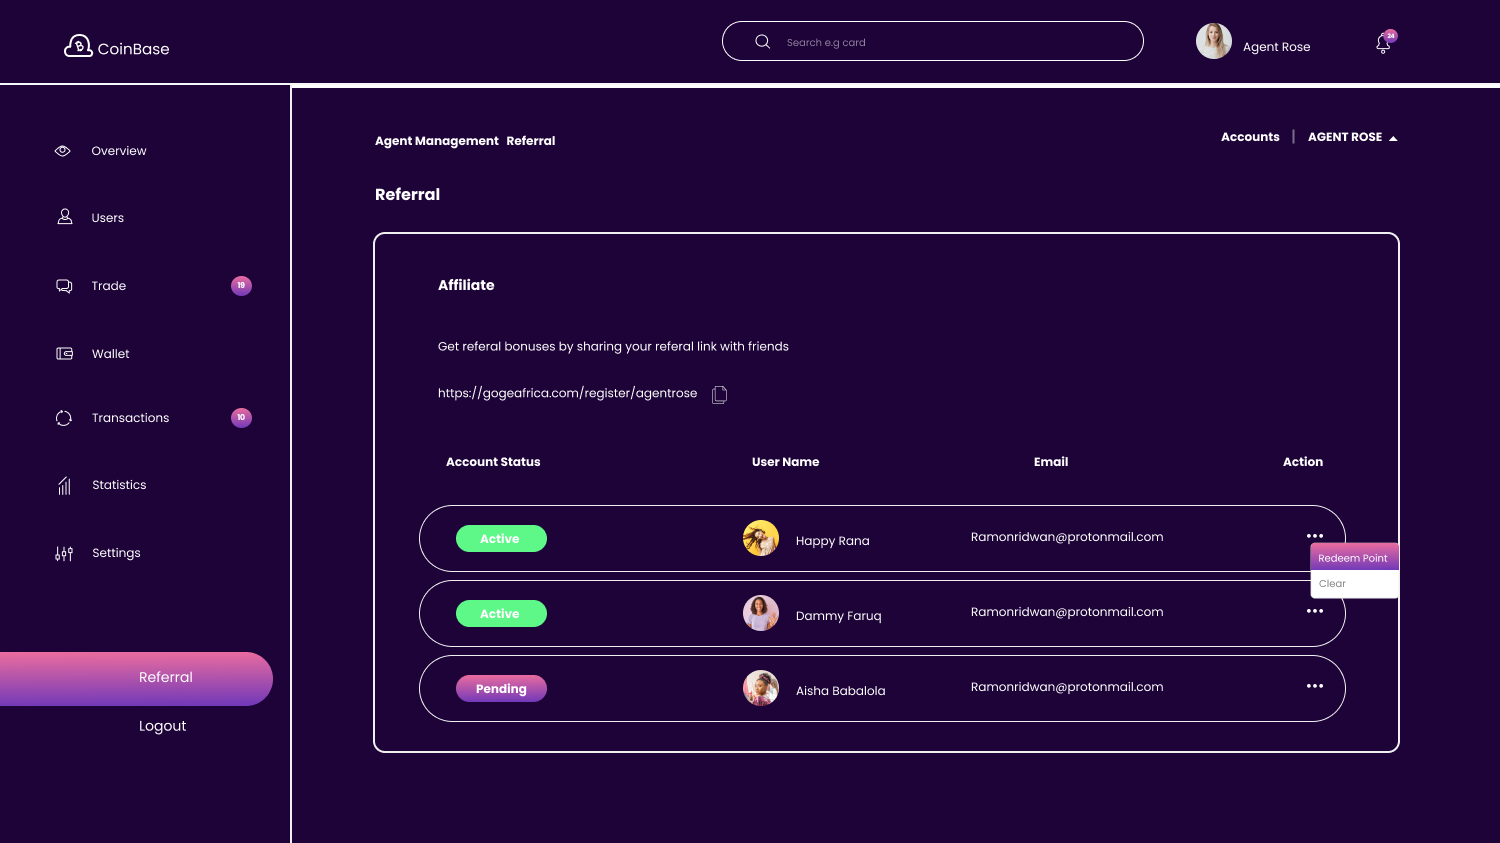 CoinBase
Search e.g card
Agent Rose
24
Overview
Users
Trade 19
Wallet
Transactions 10
Statistics
Settings
Referral
Logout
Agent Management Referral
Accounts | AGENT ROSE
Referral
Affiliate
Get referal bonuses by sharing your referal link with friends
https://gogeafrica.com/register/agentrose
Account Status User Name Email Action
Active Happy Rana Ramonridwan@protonmail.com
Redeem Point
Clear
Active Dammy Faruq Ramonridwan@protonmail.com
Pending Aisha Babalola Ramonridwan@protonmail.com